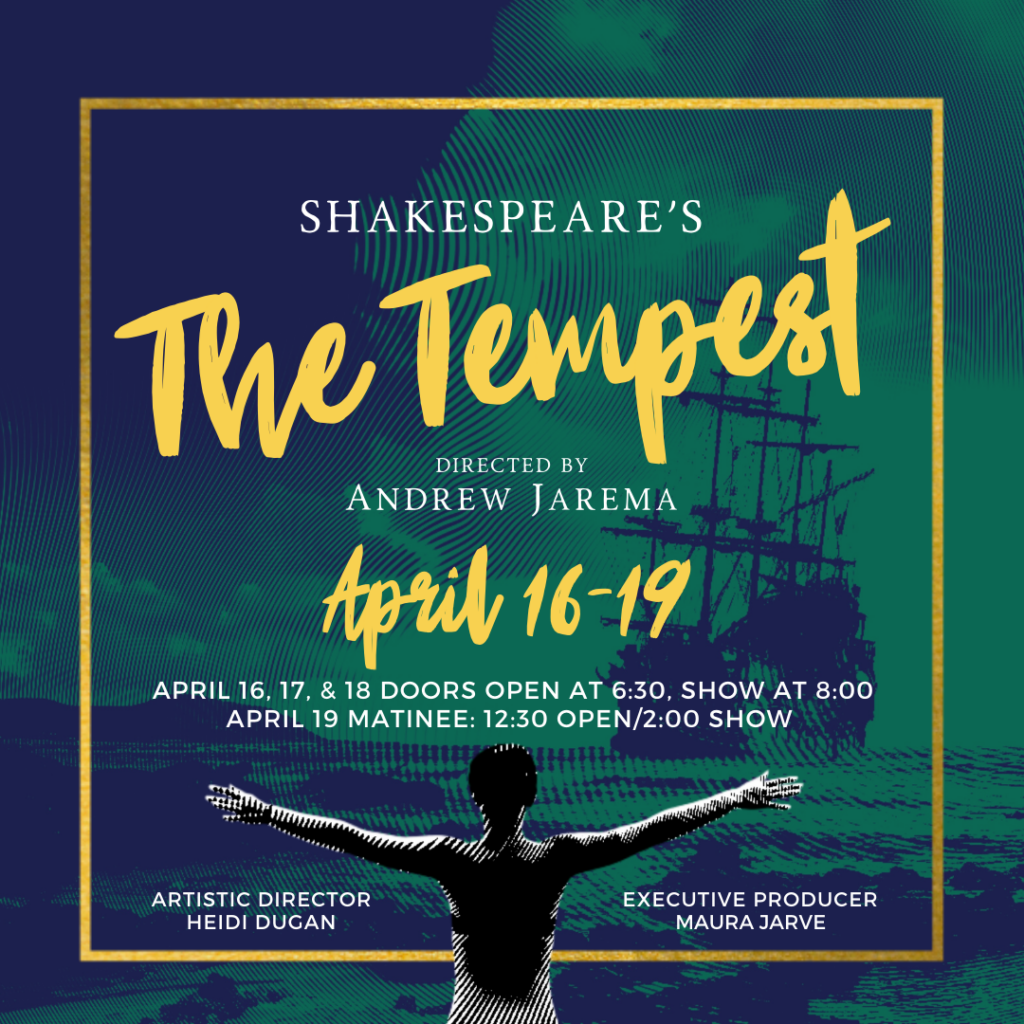 SHAKESPEARE'S
The Tempest
DIRECTED BY
ANDREW JAREMA
April 16-19
APRIL 16, 17, & 18 DOORS OPEN AT 6:30, SHOW AT 8:00
APRIL 19 MATINEE: 12:30 OPEN/2:00 SHOW
ARTISTIC DIRECTOR
HEIDI DUGAN
EXECUTIVE PRODUCER
MAURA JARVE